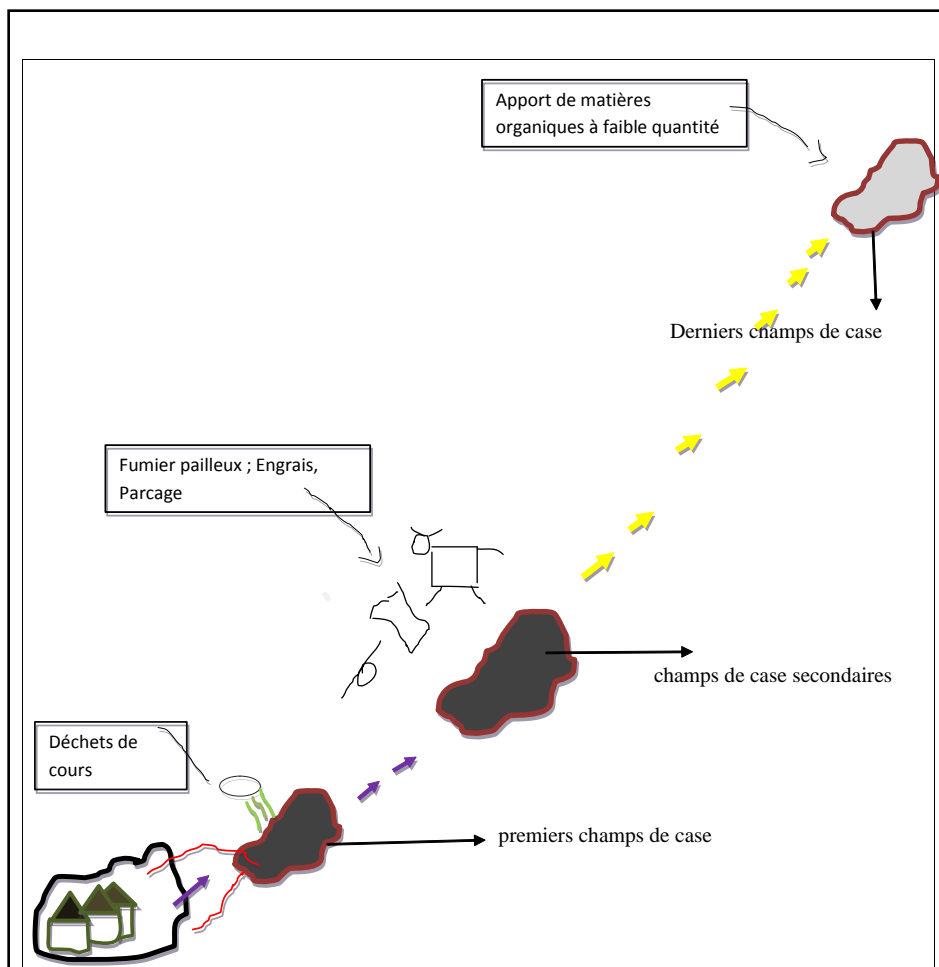 Apport de matières
organiques à faible quantité
Derniers champs de case
Fumier pailleux ; Engrais,
Parcage
champs de case secondaires
Déchets de
cours
premiers champs de case